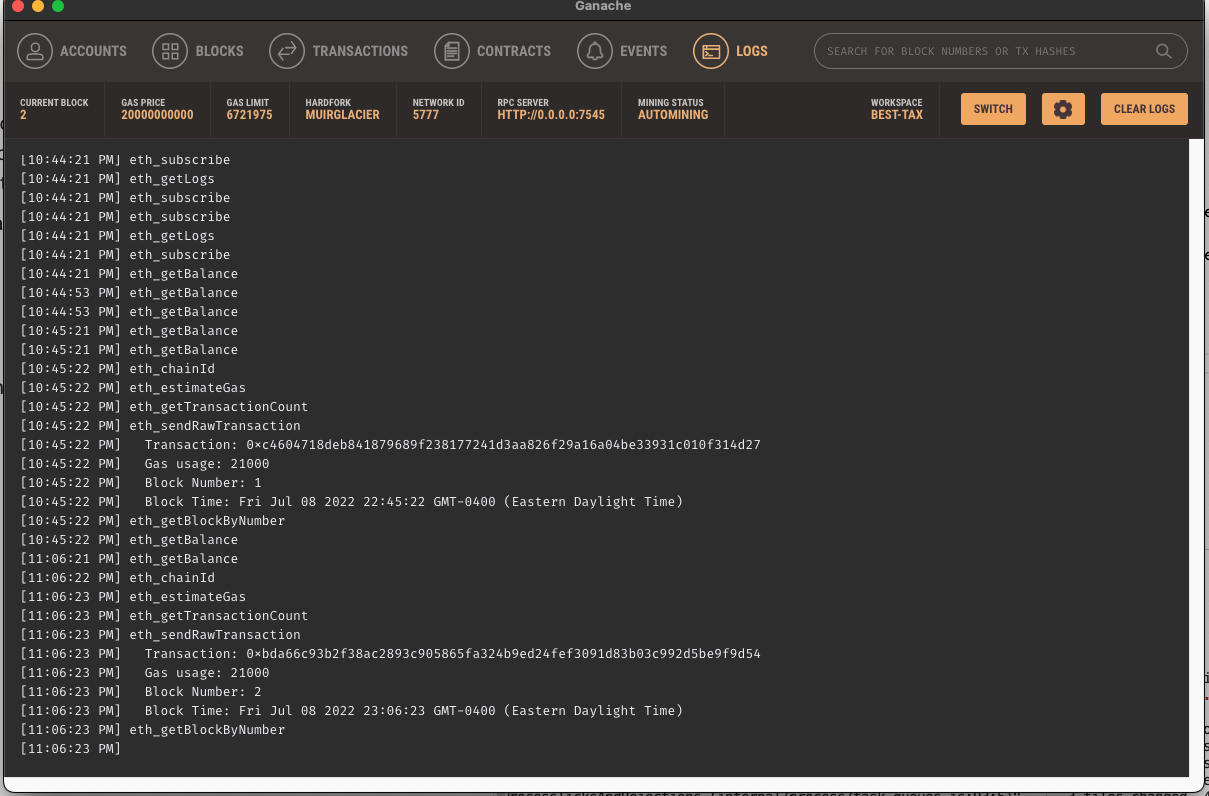 Ganache
ACCOUNTS BLOCKS TRANSACTIONS CONTRACTS EVENTS LOGS SEARCH FOR BLOCK NUMBERS OR TX HASHES
CURRENT BLOCK GAS PRICE GAS LIMIT HARDFORK NETWORK ID RPC SERVER MINING STATUS WORKSPACE
2 20000000000 6721975 MUIRGLACIER 5777 HTTP://0.0.0.0:7545 AUTOMINING BEST-TAX SWITCH CLEAR LOGS
[10:44:21 PM] eth_subscribe
[10:44:21 PM] eth_getLogs
[10:44:21 PM] eth_subscribe
[10:44:21 PM] eth_subscribe
[10:44:21 PM] eth_getLogs
[10:44:21 PM] eth_subscribe
[10:44:21 PM] eth_getBalance
[10:44:53 PM] eth_getBalance
[10:44:53 PM] eth_getBalance
[10:45:21 PM] eth_getBalance
[10:45:21 PM] eth_getBalance
[10:45:22 PM] eth_chainId
[10:45:22 PM] eth_estimateGas
[10:45:22 PM] eth_getTransactionCount
[10:45:22 PM] eth_sendRawTransaction
[10:45:22 PM] Transaction: 0xc4604718deb841879689f238177241d3aa826f29a16a04be33931c010f314d27
[10:45:22 PM] Gas usage: 21000
[10:45:22 PM] Block Number: 1
[10:45:22 PM] Block Time: Fri Jul 08 2022 22:45:22 GMT-0400 (Eastern Daylight Time)
[10:45:22 PM] eth_getBlockByNumber
[10:45:22 PM] eth_getBalance
[11:06:21 PM] eth_getBalance
[11:06:22 PM] eth_chainId
[11:06:23 PM] eth_estimateGas
[11:06:23 PM] eth_getTransactionCount
[11:06:23 PM] eth_sendRawTransaction
[11:06:23 PM] Transaction: 0xbda66c93b2f38ac2893c905865fa324b9ed24fef3091d83b03c992d5be9f9d54
[11:06:23 PM] Gas usage: 21000
[11:06:23 PM] Block Number: 2
[11:06:23 PM] Block Time: Fri Jul 08 2022 23:06:23 GMT-0400 (Eastern Daylight Time)
[11:06:23 PM] eth_getBlockByNumber
[11:06:23 PM]